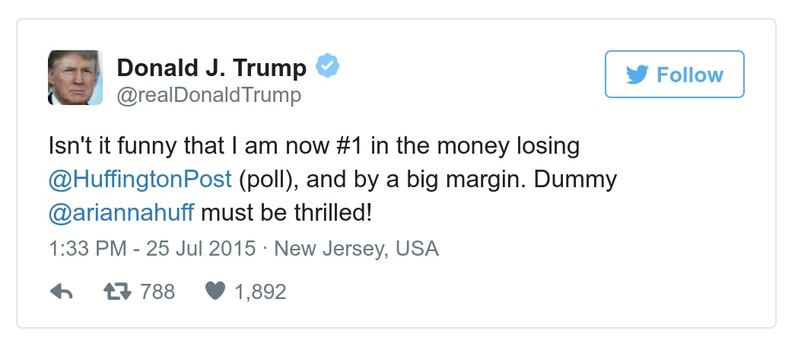 Donald J. Trump
@realDonaldTrump
Follow
Isn't it funny that I am now #1 in the money losing
@HuffingtonPost (poll), and by a big margin. Dummy
@ariannahuff must be thrilled!
1:33 PM - 25 Jul 2015 · New Jersey, USA
788 1,892